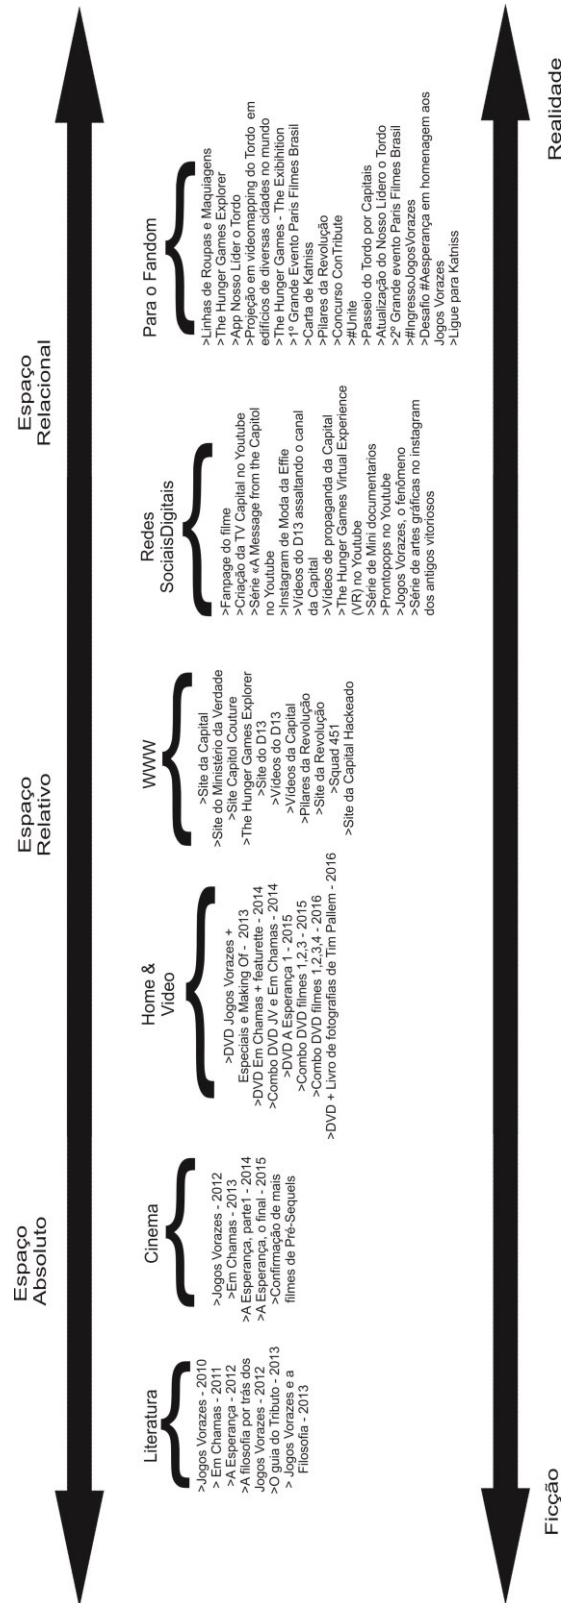 Espaço
Absoluto
Espaço
Relativo
Espaço
Relacional
Literatura
>Jogos Vorazes - 2010
> Em Chamas - 2011
>A Esperança - 2012
>A filosofia por trás dos
Jogos Vorazes - 2012
>O guia do Tributo - 2013
> Jogos Vorazes e a
Filosofia - 2013
Cinema
>Jogos Vorazes - 2012
>Em Chamas - 2013
>A Esperança, parte1 - 2014
>A Esperança, o final - 2015
>Confirmação de mais
filmes de Pré-Sequels
Home &
Video
>DVD Jogos Vorazes +
Especiais e Making Of - 2013
>DVD Em Chamas + featurette - 2014
>Combo DVD JV e Em Chamas - 2014
>DVD A Esperança 1 - 2015
>Combo DVD filmes 1,2,3 - 2015
>Combo DVD filmes 1,2,3,4 - 2016
>DVD + Livro de fotografias de Tim Pallem - 2016
WWW
>Site da Capital
>Site do Ministério da Verdade
>Site Capitol Couture
>The Hunger Games Explorer
>Site do D13
>Vídeos do D13
>Vídeos da Capital
>Pilares da Revolução
>Site da Revolução
>Squad 451
>Site da Capital Hackeado
Redes
SociaisDigitais
>Fanpage do filme
>Criação da TV Capital no Youtube
>Série «A Message from the Capitol
no Youtube
>Instagram de Moda da Effie
>Vídeos do D13 assaltando o canal
da Capital
>Vídeos de propaganda da Capital
>The Hunger Games Virtual Experience
(VR) no Youtube
>Série de Mini documentarios
>Prontopops no Youtube
>Jogos Vorazes, o fenômeno
>Série de artes gráficas no instagram
dos antigos vitoriosos
Para o Fandom
>Linhas de Roupas e Maquiagens
>The Hunger Games Explorer
>App Nosso Líder o Tordo
>Projeção em vídeomapping do Tordo em
edifícios de diversas cidades no mundo
>The Hunger Games - The Exibihition
>1º Grande Evento Paris Filmes Brasil
>Carta de Katniss
>Pilares da Revolução
>Concurso ConTribute
>#Unite
>Passeio do Tordo por Capitais
>Atualização do Nosso Lídero o Tordo
>2º Grande evento Paris Filmes Brasil
>#IngressoJogosVorazes
>Desafio #Aesperança em homenagem aos
Jogos Vorazes
>Ligue para Katniss
Ficção
Realidade